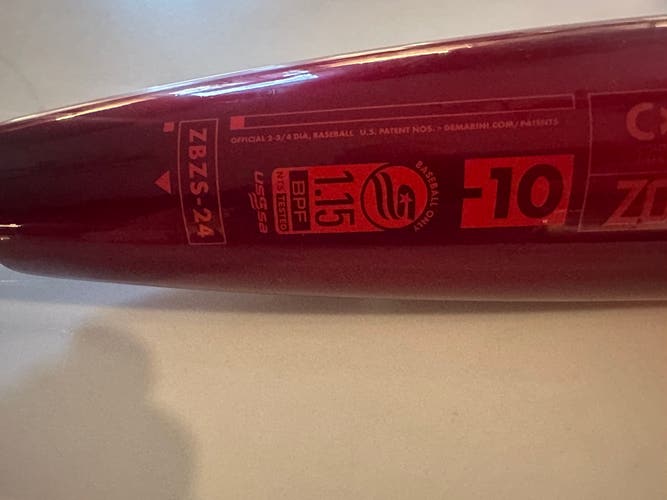 ZBZS-24
OFFICIAL 2-3/4 DIA, BASEBALL U.S. PATENT NOS. > DEMARINI.COM/PATENTS
USSSA
1.15
BPF
NTS TESTED
BASEBALL ONLY
-10